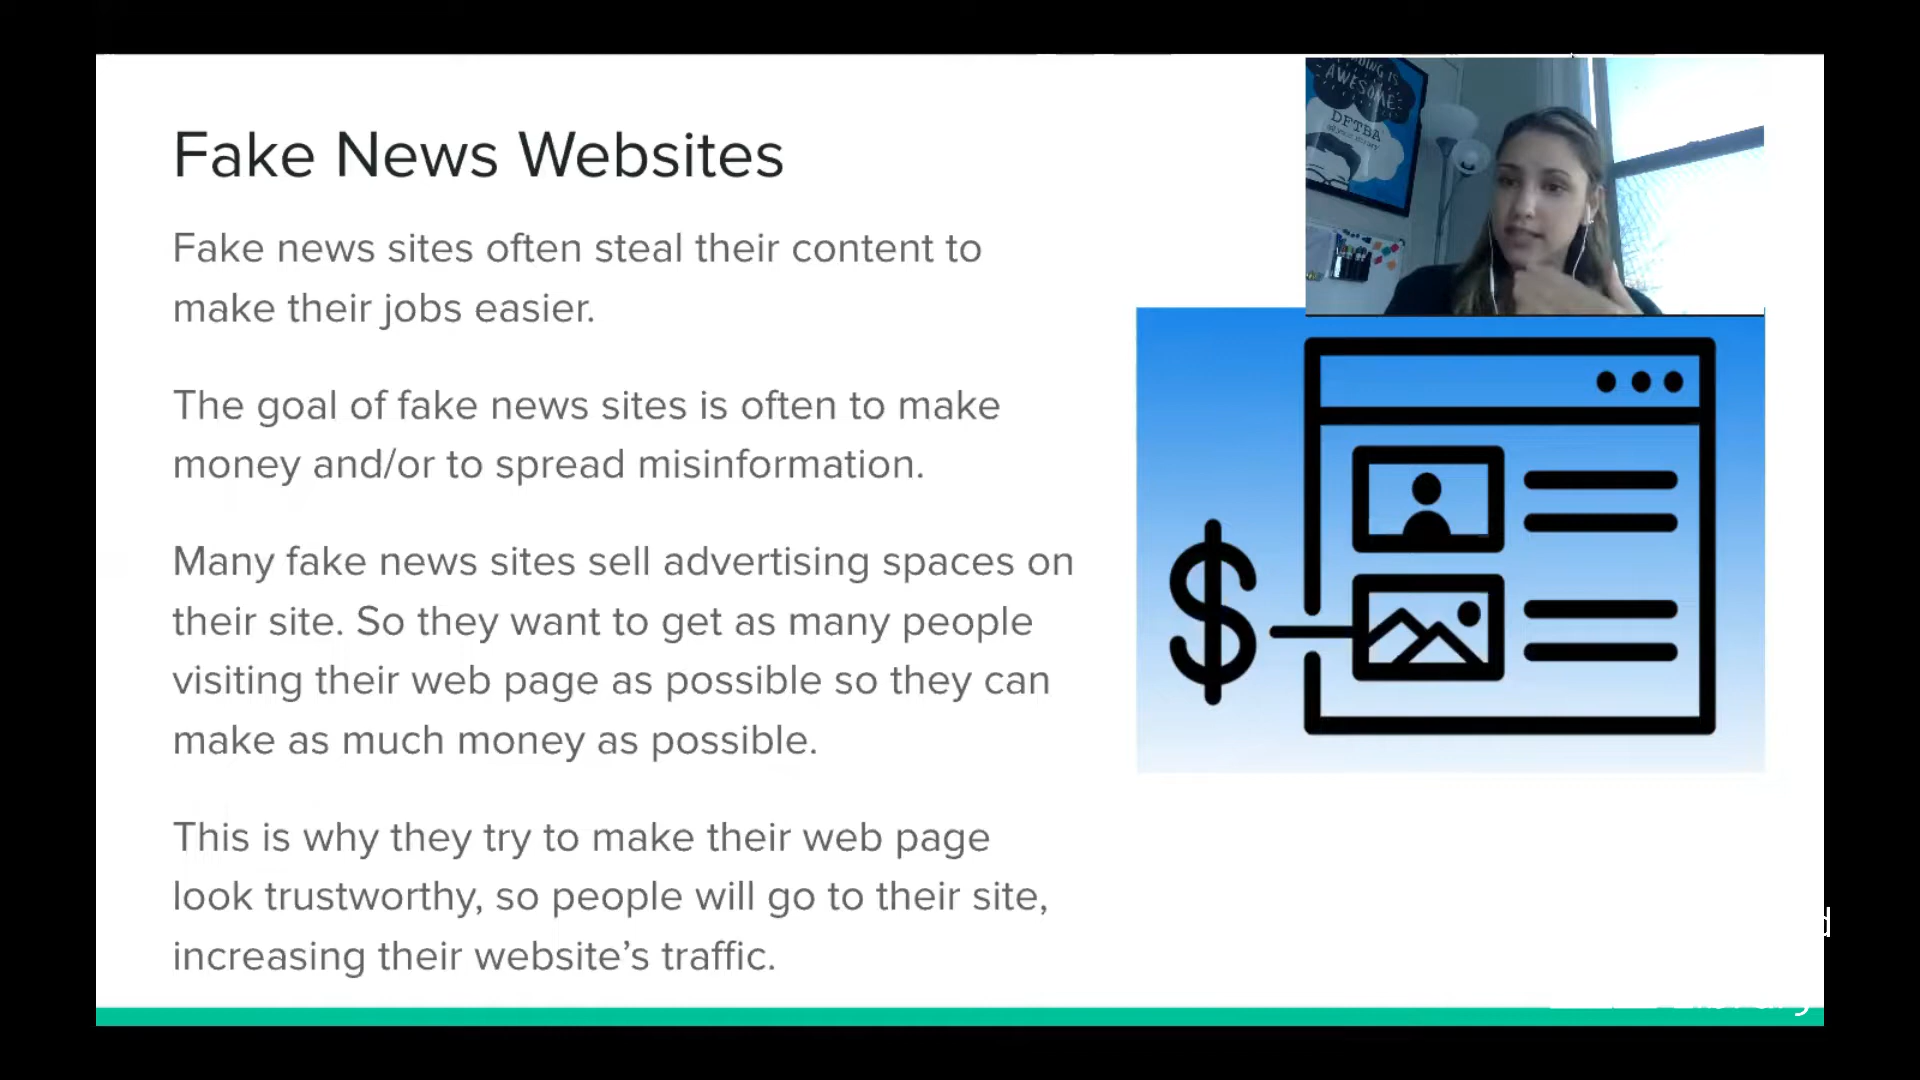 Fake News Websites
Fake news sites often steal their content to
make their jobs easier.
The goal of fake news sites is often to make
money and/or to spread misinformation.
Many fake news sites sell advertising spaces on
their site. So they want to get as many people
visiting their web page as possible so they can
make as much money as possible.
This is why they try to make their web page
look trustworthy, so people will go to their site,
increasing their website’s traffic.
IS
AWESOME
DFTBA
$